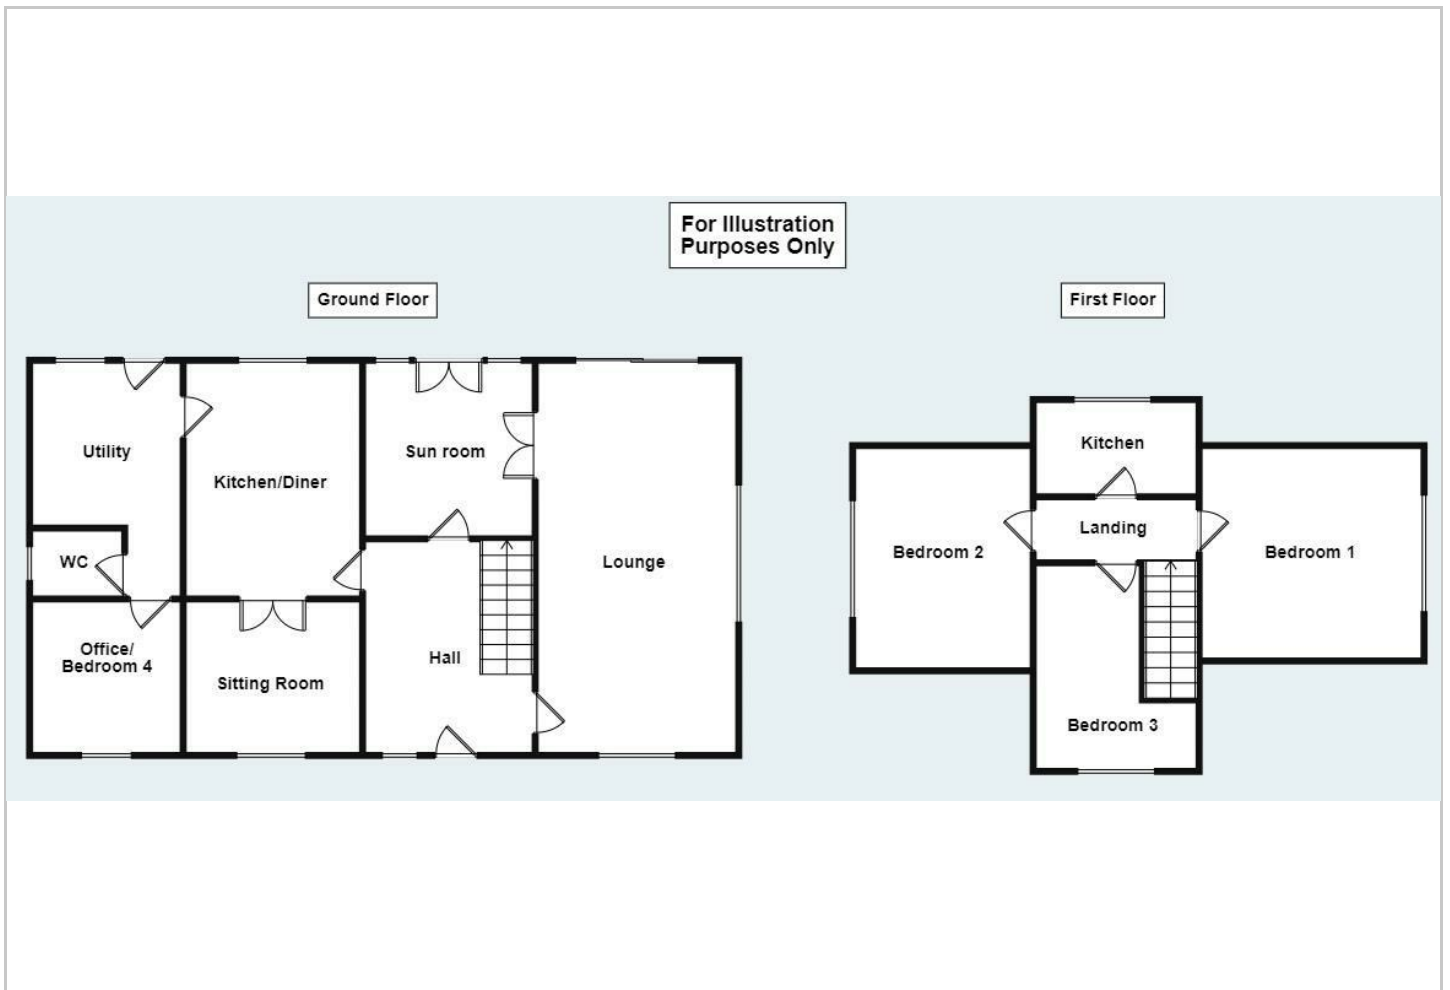 For Illustration
Purposes Only
Ground Floor
First Floor
Utility
Kitchen/Diner
Sun room
WC
Lounge
Office/
Bedroom 4
Sitting Room
Hall
Kitchen
Landing
Bedroom 2
Bedroom 1
Bedroom 3